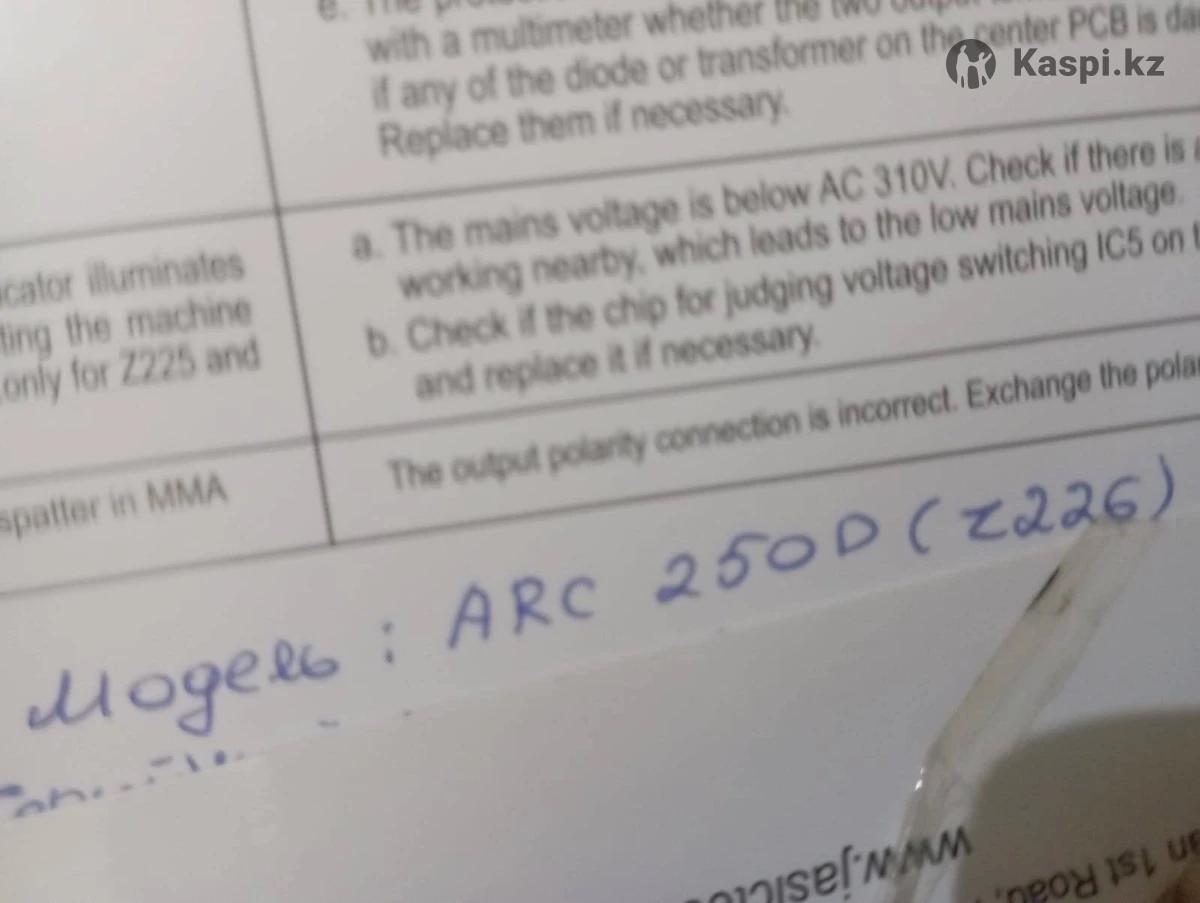 e. The
with a multimeter whether the two output
if any of the diode or transformer on the center PCB is
Replace them if necessary.
Kaspi.kz
a. The mains voltage is below AC 310V. Check if there is
working nearby, which leads to the low mains voltage.
b. Check if the chip for judging voltage switching IC5 on
and replace it if necessary.
illuminates
the machine
only for Z225 and
The output polarity connection is incorrect. Exchange the
spatter in MMA
Модель: ARC 250D (Z226)
1st Road,